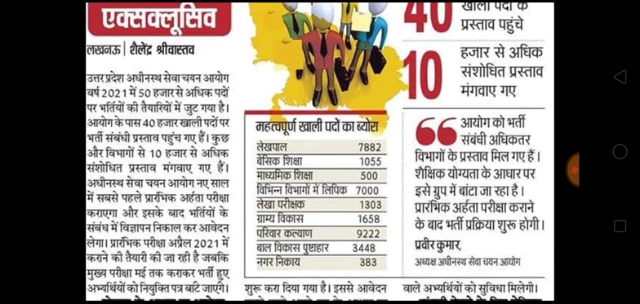 एक्सक्लूसिव
लखनऊ | शैलेंद्र श्रीवास्तव
उत्तर प्रदेश अधीनस्थ सेवा चयन आयोग
वर्ष 2021 में 50 हजार से अधिक पदों
पर भर्तियों की तैयारियों में जुट गया है।
आयोग के पास 40 हजार खाली पदों पर
भर्ती संबंधी प्रस्ताव पहुंच गए हैं। कुछ
और विभागों से 10 हजार से अधिक
संशोधित प्रस्ताव मंगवाए गए हैं।
अधीनस्थ सेवा चयन आयोग नए साल
में सबसे पहले प्रारंभिक अर्हता परीक्षा
कराएगा और इसके बाद भर्तियों के
संबंध में विज्ञापन निकाल कर आवेदन
लेगा। प्रारंभिक परीक्षा अप्रैल 2021 में
कराने की तैयारी की जा रही है जबकि
मुख्य परीक्षा मई तक कराकर भर्ती हुए
अभ्यर्थियों को नियुक्ति पत्र बाटें जाएंगे।
महत्वपूर्ण खाली पदों का ब्योरा
लेखपाल 7882
बेसिक शिक्षा 1055
माध्यमिक शिक्षा 500
विभिन्न विभागों में लिपिक 7000
लेखा परीक्षक 1303
ग्राम्य विकास 1658
परिवार कल्याण 9222
बाल विकास पुष्टाहार 3448
नगर निकाय 383
शुरू करा दिया गया है। इससे आवेदन
40 खाली पदों के
प्रस्ताव पहुंचे
10 हजार से अधिक
संशोधित प्रस्ताव
मंगवाए गए
आयोग को भर्ती
संबंधी अधिकतर
विभागों के प्रस्ताव मिल गए हैं।
शैक्षिक योग्यता के आधार पर
इसे ग्रुप में बांटा जा रहा है।
प्रारंभिक अर्हता परीक्षा कराने
के बाद भर्ती प्रक्रिया शुरू होगी।
प्रवीर कुमार,
अध्यक्ष अधीनस्थ सेवा चयन आयोग
वाले अभ्यर्थियों को सुविधा मिलेगी।